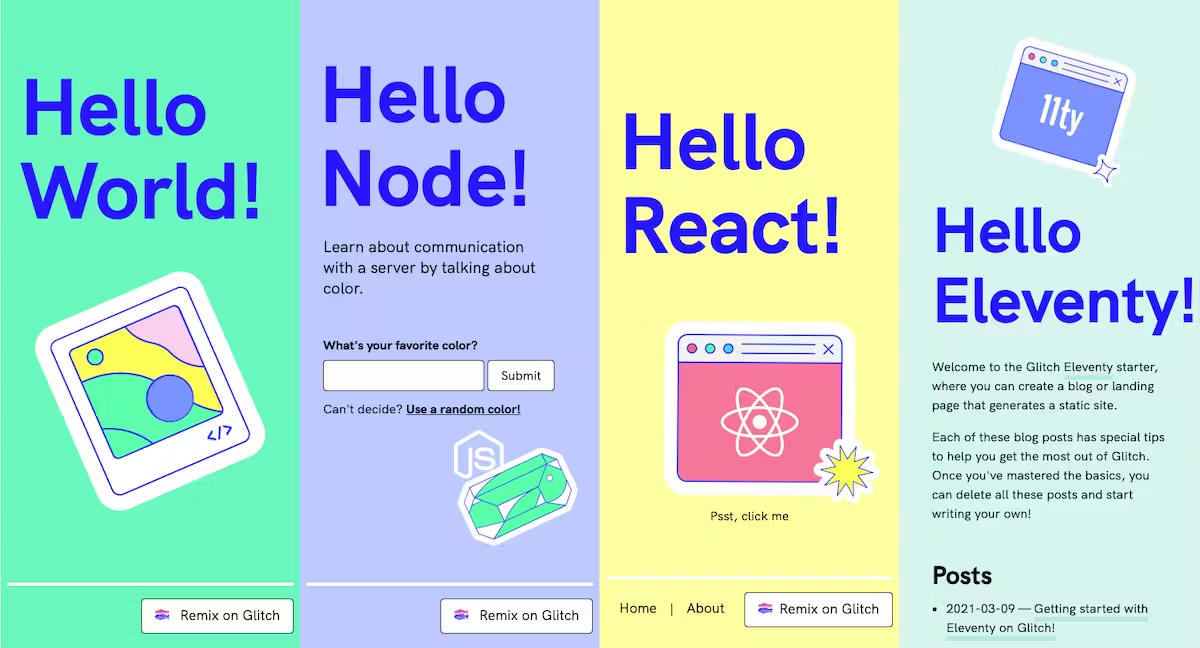 Hello
World!
</>
Remix on Glitch
Hello
Node!
Learn about communication
with a server by talking about
color.
What's your favorite color?
Submit
Can't decide? Use a random color!
JS
Remix on Glitch
Hello
React!
Psst, click me
Home | About
Remix on Glitch
11ty
Hello
Eleventy!
Welcome to the Glitch Eleventy starter,
where you can create a blog or landing
page that generates a static site.
Each of these blog posts has special tips
to help you get the most out of Glitch.
Once you've mastered the basics, you
can delete all these posts and start
writing your own!
Posts
• 2021-03-09 — Getting started with
Eleventy on Glitch!